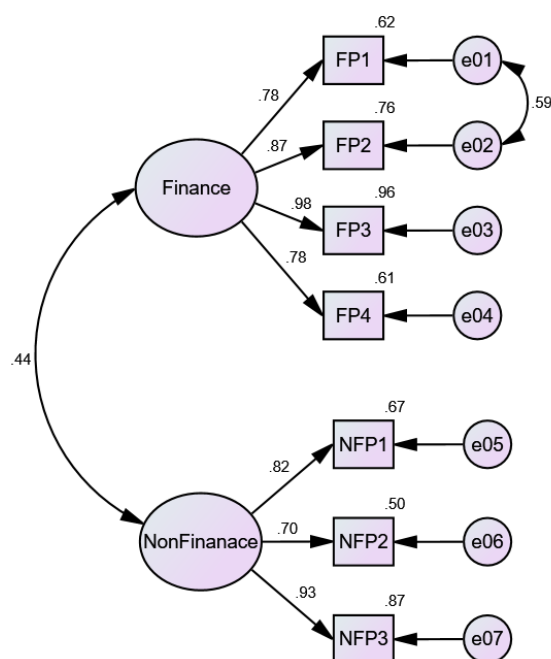 .62
FP1
e01
.78
.59
.76
FP2
e02
.87
Finance
.98
.96
FP3
e03
.78
.61
FP4
e04
.44
.67
NFP1
e05
.82
.50
NonFinanace
.70
NFP2
e06
.93
.87
NFP3
e07